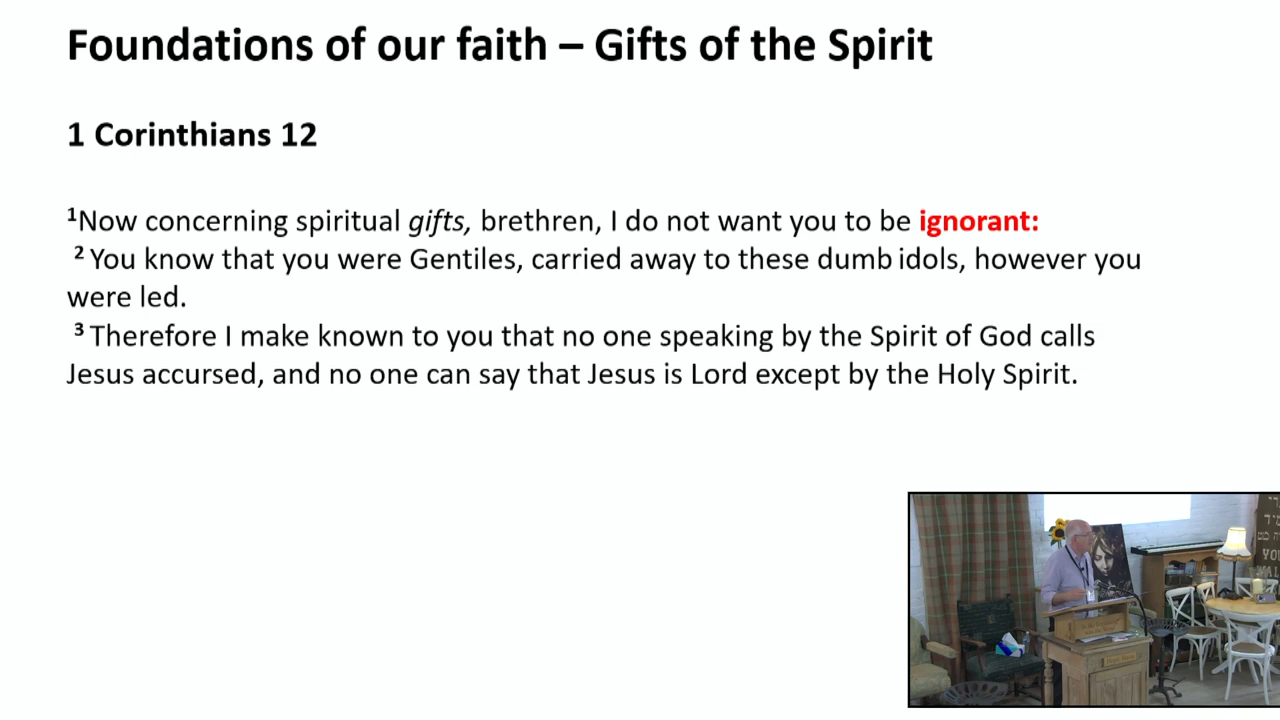 Foundations of our faith – Gifts of the Spirit
1 Corinthians 12
¹Now concerning spiritual gifts, brethren, I do not want you to be ignorant:
² You know that you were Gentiles, carried away to these dumb idols, however you
were led.
³ Therefore I make known to you that no one speaking by the Spirit of God calls
Jesus accursed, and no one can say that Jesus is Lord except by the Holy Spirit.
YOU